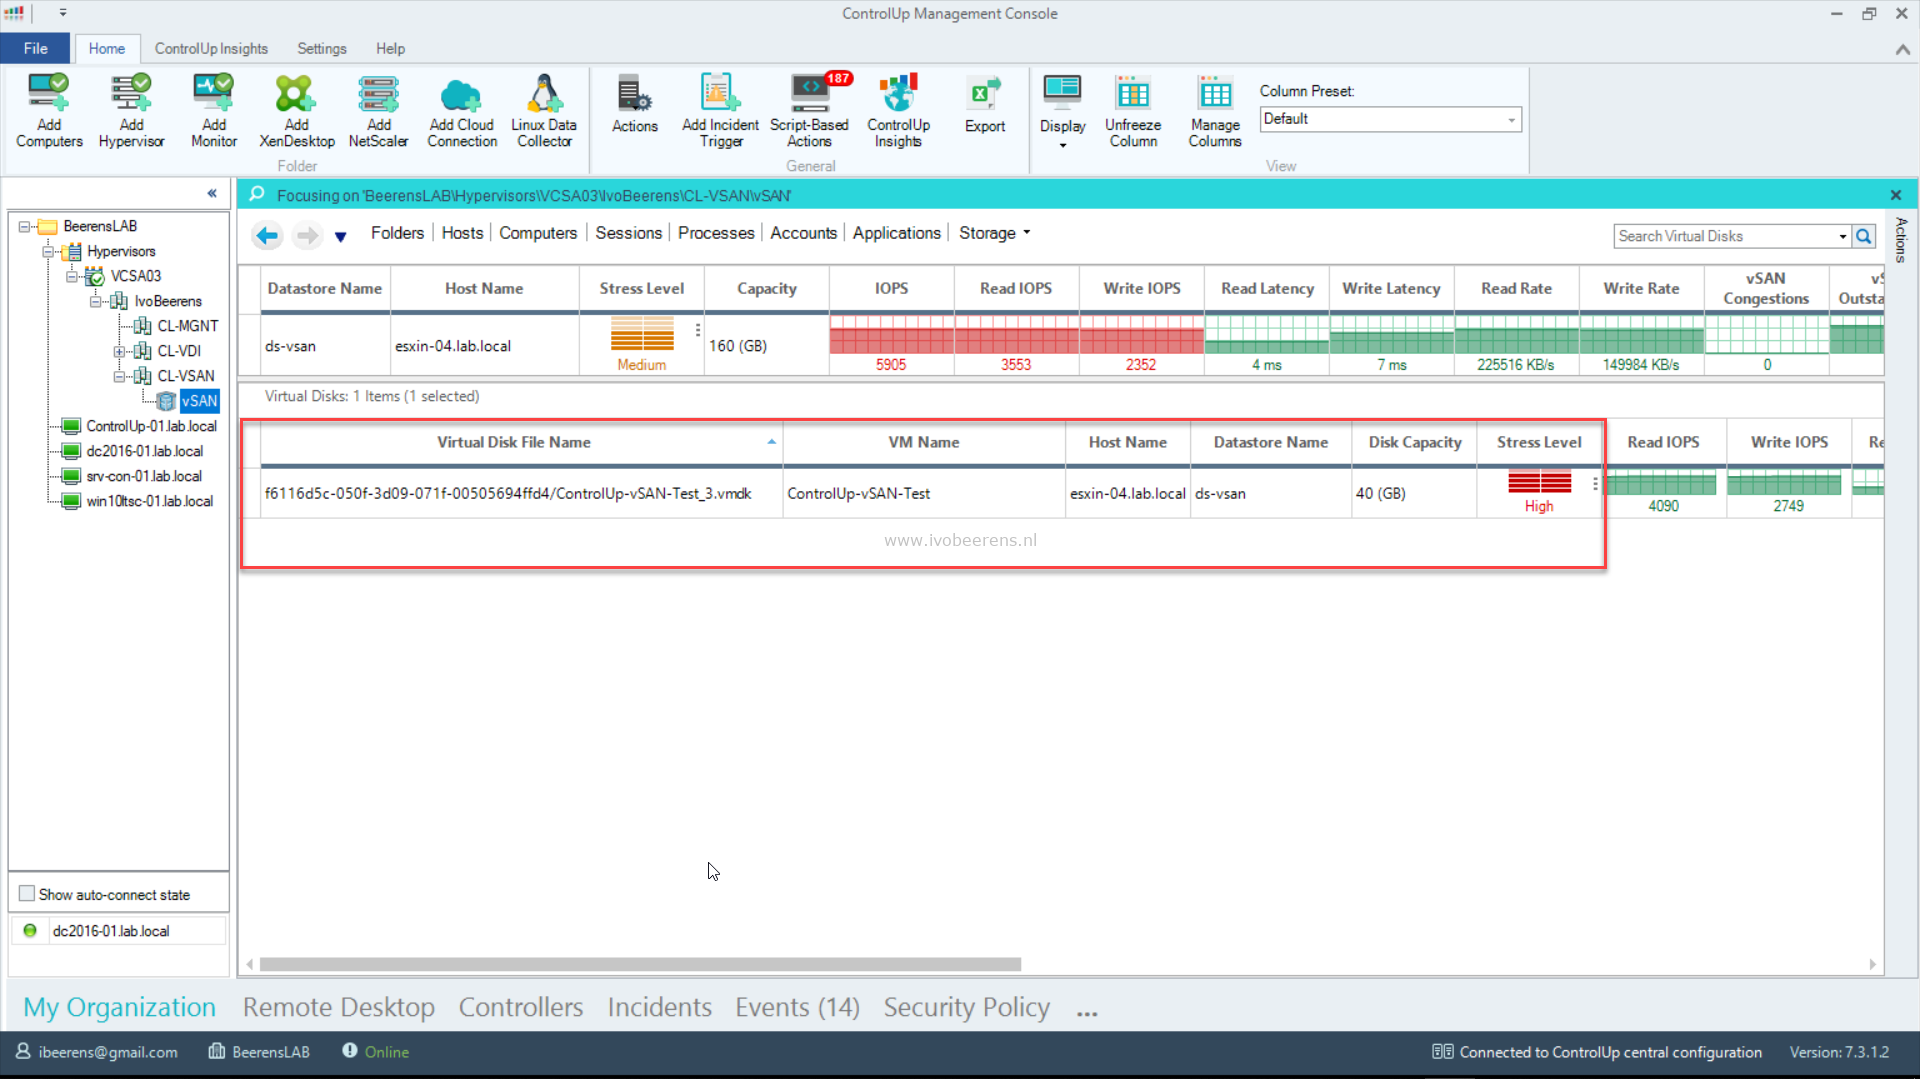 ControlUp Management Console
File Home ControlUp Insights Settings Help
187
Add Computers
Add Hypervisor
Add Monitor
Add XenDesktop
Add NetScaler
Add Cloud Connection
Linux Data Collector
Actions
Add Incident Trigger
Script-Based Actions
ControlUp Insights
Export
Display
Unfreeze Column
Manage Columns
Column Preset:
Default
Folder General View
«
Focusing on 'BeerensLAB\Hypervisors\VCSA03\IvoBeerens\CL-VSAN\vSAN'
BeerensLAB
Hypervisors
VCSA03
IvoBeerens
CL-MGNT
CL-VDI
CL-VSAN
vSAN
ControlUp-01.lab.local
dc2016-01.lab.local
srv-con-01.lab.local
win10ltsc-01.lab.local
Show auto-connect state
dc2016-01.lab.local
Folders Hosts Computers Sessions Processes Accounts Applications Storage
Search Virtual Disks
Actions
Datastore Name Host Name Stress Level Capacity IOPS Read IOPS Write IOPS Read Latency Write Latency Read Rate Write Rate vSAN Congestions vS Outsta
ds-vsan esxin-04.lab.local Medium 160 (GB) 5905 3553 2352 4 ms 7 ms 225516 KB/s 149984 KB/s 0
Virtual Disks: 1 Items (1 selected)
Virtual Disk File Name VM Name Host Name Datastore Name Disk Capacity Stress Level Read IOPS Write IOPS Re
f6116d5c-050f-3d09-071f-00505694ffd4/ControlUp-vSAN-Test_3.vmdk ControlUp-vSAN-Test esxin-04.lab.local ds-vsan 40 (GB) High 4090 2749
www.ivobeerens.nl
My Organization Remote Desktop Controllers Incidents Events (14) Security Policy ...
ibeerens@gmail.com BeerensLAB Online Connected to ControlUp central configuration Version: 7.3.1.2